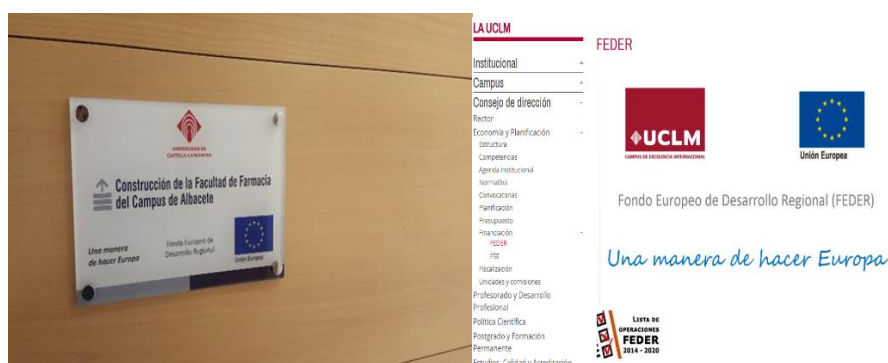 UNIVERSIDAD DE
CASTILLA-LA MANCHA
Construcción de la Facultad de Farmacia
del Campus de Albacete
Una manera
de hacer Europa
Fondo Europeo de
Desarrollo Regional
Unión Europea
LA UCLM
Institucional +
Campus +
Consejo de dirección -
Rector
Economía y Planificación -
Estructura
Competencias
Agenda institucional
Normativa
Convocatorias
Planificación
Presupuesto
Financiación -
FEDER
FSE
Fiscalización
Unidades y comisiones
Profesorado y Desarrollo
Profesional
Política Científica
Postgrado y Formación
Permanente
Estudios, Calidad y Acreditación
FEDER
UCLM
CAMPUS DE EXCELENCIA INTERNACIONAL
Unión Europea
Fondo Europeo de Desarrollo Regional (FEDER)
Una manera de hacer Europa
LISTA DE
OPERACIONES
FEDER
2014 - 2020